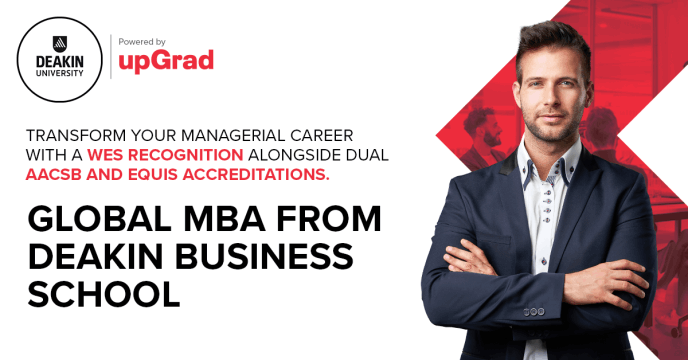 DEAKIN
UNIVERSITY
Powered by
upGrad
TRANSFORM YOUR MANAGERIAL CAREER
WITH A WES RECOGNITION ALONGSIDE DUAL
AACSB AND EQUIS ACCREDITATIONS.
GLOBAL MBA FROM
DEAKIN BUSINESS
SCHOOL